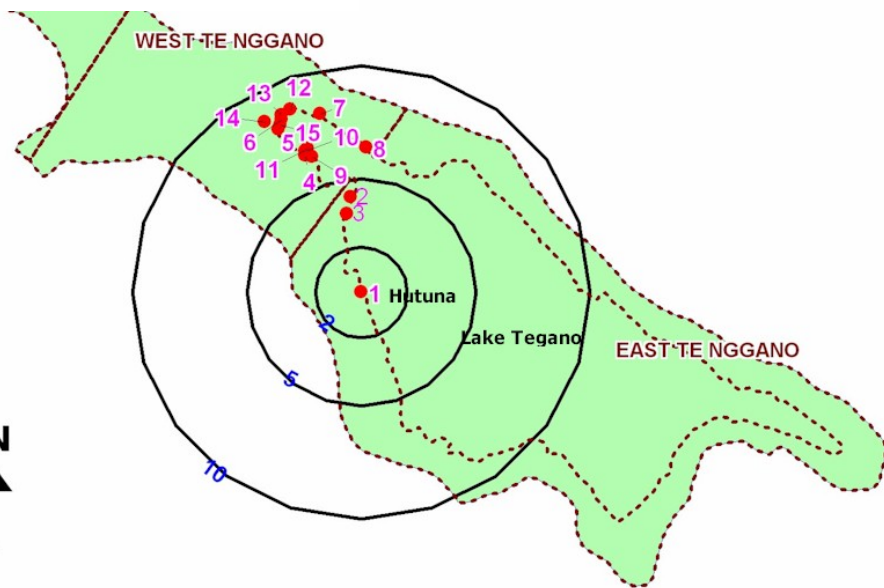 WEST TE NGGANO
13 12
14 7
6 5 15 10 8
11 4 9
2
3
1 Hutuna
2
Lake Tegano
EAST TE NGGANO
5
N
10